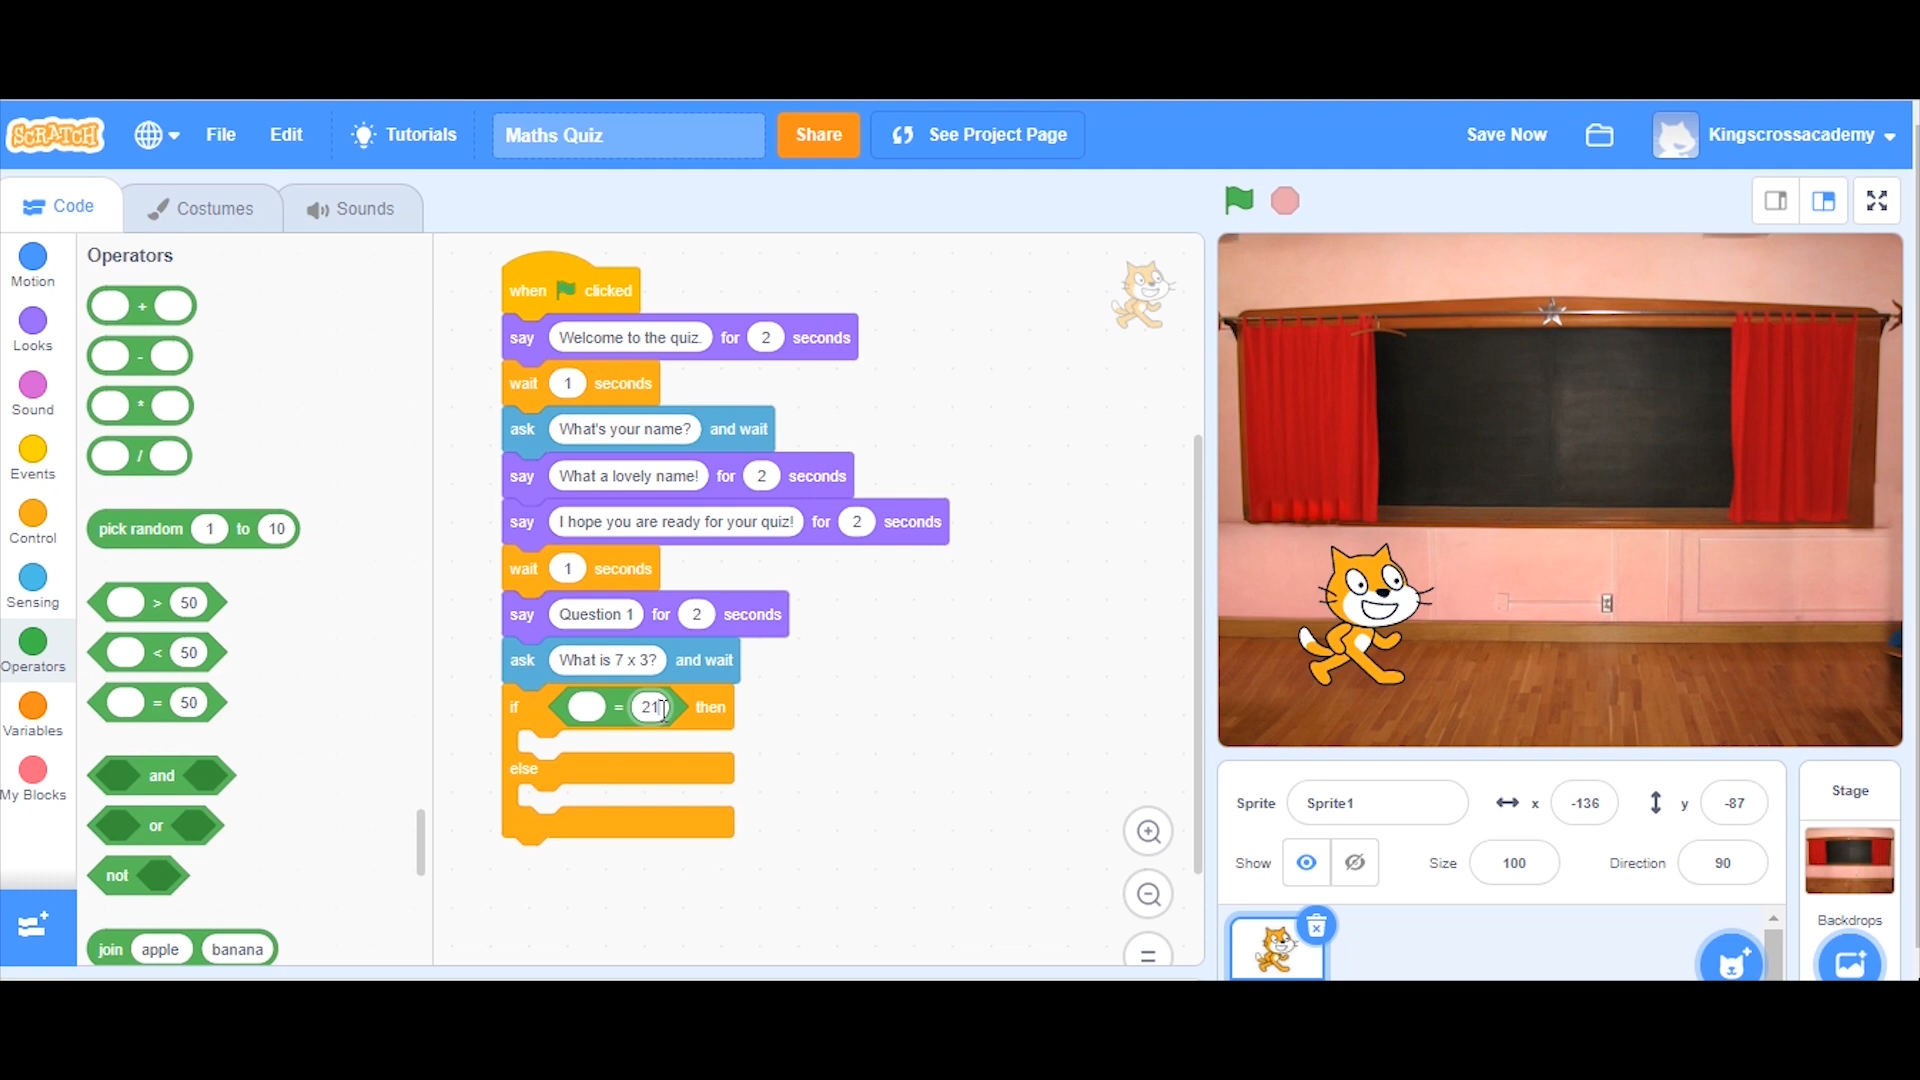 SCRATCH File Edit Tutorials Maths Quiz Share See Project Page Save Now Kingscrossacademy
Code Costumes Sounds
Motion
Looks
Sound
Events
Control
Sensing
Operators
Variables
My Blocks
Operators
+
-
*
/
pick random 1 to 10
> 50
< 50
= 50
and
or
not
join apple banana
when clicked
say Welcome to the quiz. for 2 seconds
wait 1 seconds
ask What's your name? and wait
say What a lovely name! for 2 seconds
say I hope you are ready for your quiz! for 2 seconds
wait 1 seconds
say Question 1 for 2 seconds
ask What is 7 x 3? and wait
if = 21 then
else
Sprite Sprite1 x -136 y -87
Show Size 100 Direction 90
Stage
Backdrops